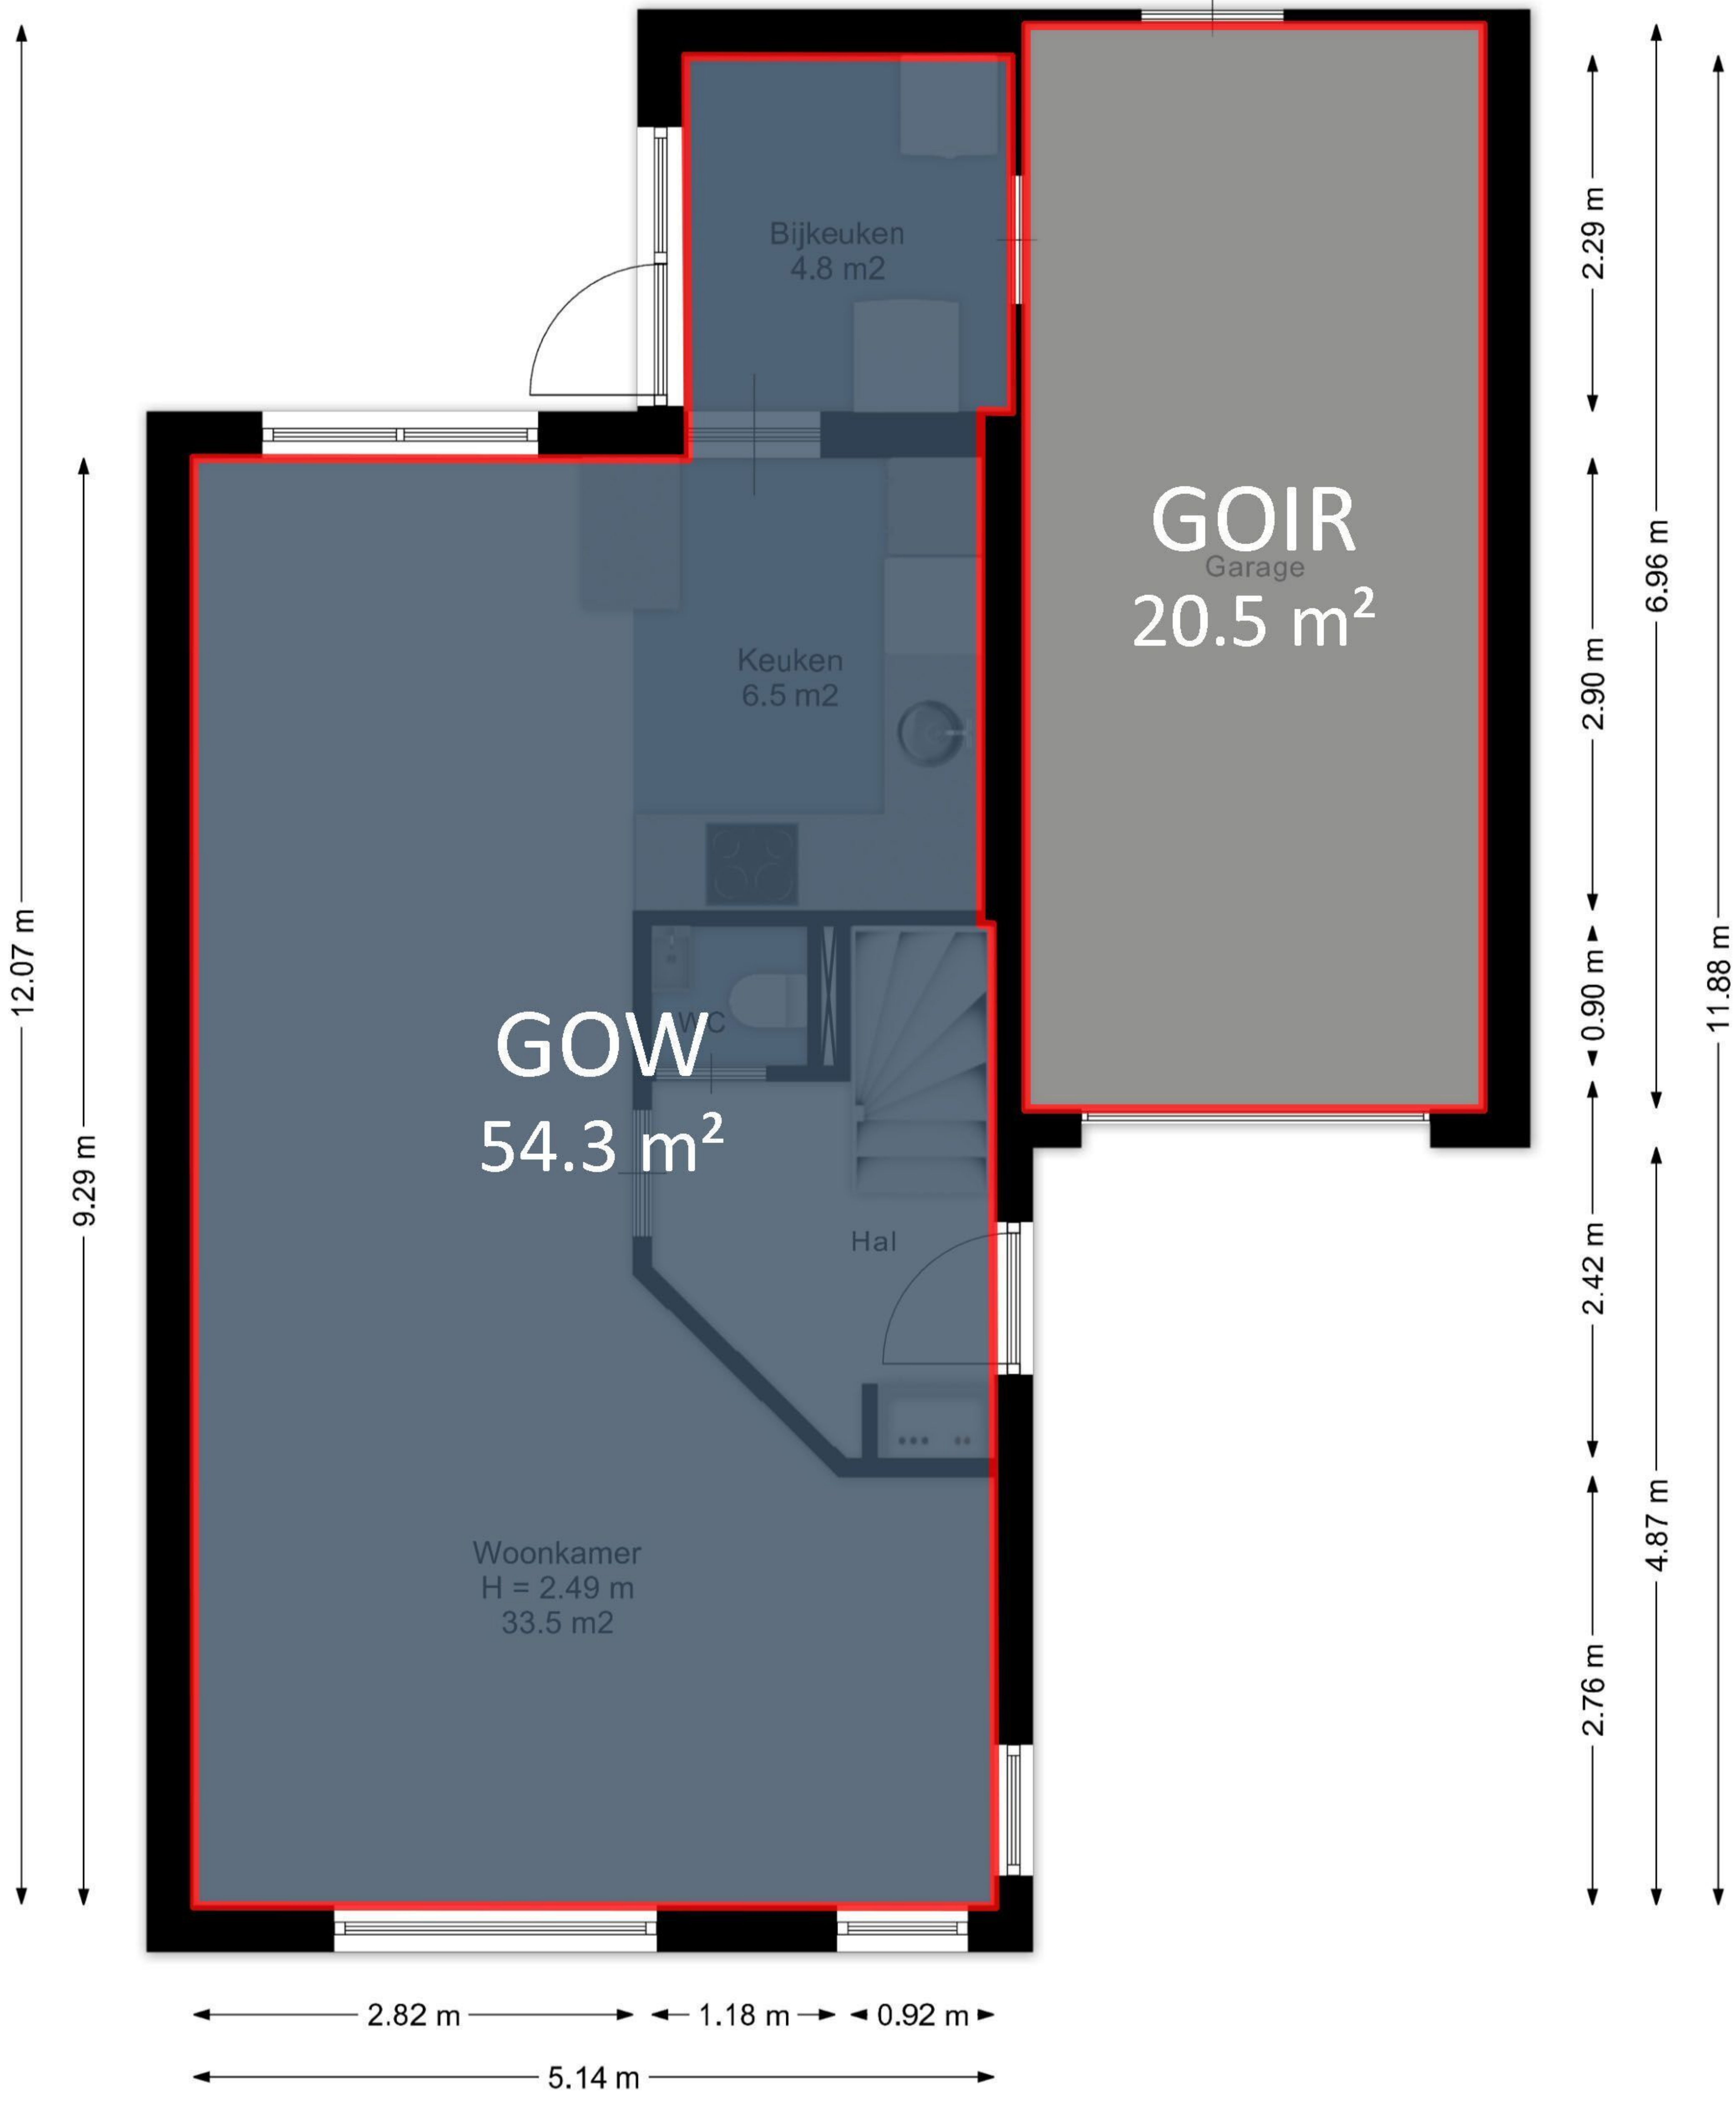 Bijkeuken
4.8 m2
2.29 m
GOIR
Garage
20.5 m²
6.96 m
Keuken
6.5 m2
2.90 m
12.07 m
11.88 m
0.90 m
WC
GOW
54.3 m²
9.29 m
Hal
2.42 m
Woonkamer
H = 2.49 m
33.5 m2
4.87 m
2.76 m
2.82 m
1.18 m
0.92 m
5.14 m